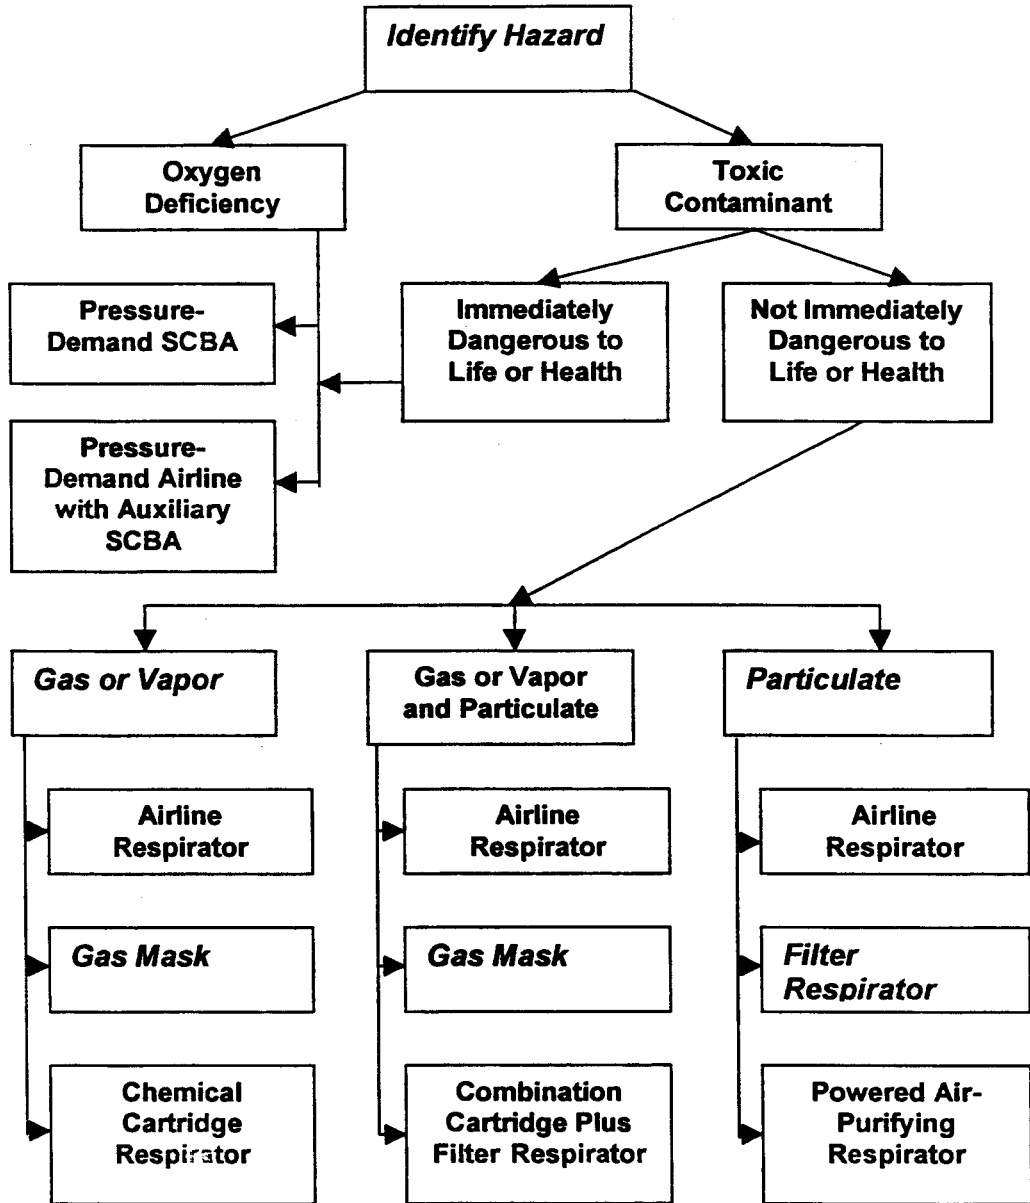 Identify Hazard
Oxygen
Deficiency
Toxic
Contaminant
Pressure-
Demand SCBA
Immediately
Dangerous to
Life or Health
Not Immediately
Dangerous to
Life or Health
Pressure-
Demand Airline
with Auxiliary
SCBA
Gas or Vapor
Gas or Vapor
and Particulate
Particulate
Airline
Respirator
Airline
Respirator
Airline
Respirator
Gas Mask
Gas Mask
Filter
Respirator
Chemical
Cartridge
Respirator
Combination
Cartridge Plus
Filter Respirator
Powered Air-
Purifying
Respirator